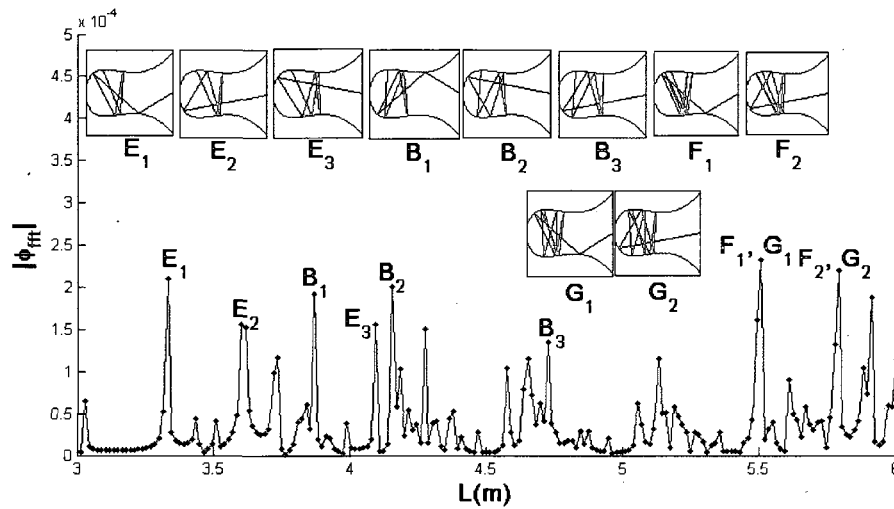 × 10⁻⁴
5
4.5
4
3.5
3
2.5
2
1.5
1
0.5
0
|ϕfft|
E₁ E₂ E₃ B₁ B₂ B₃ F₁ F₂
G₁ G₂
E₁
E₂
B₁
E₃
B₂
B₃
F₁, G₁ F₂, G₂
3 3.5 4 4.5 5 5.5 6
L(m)